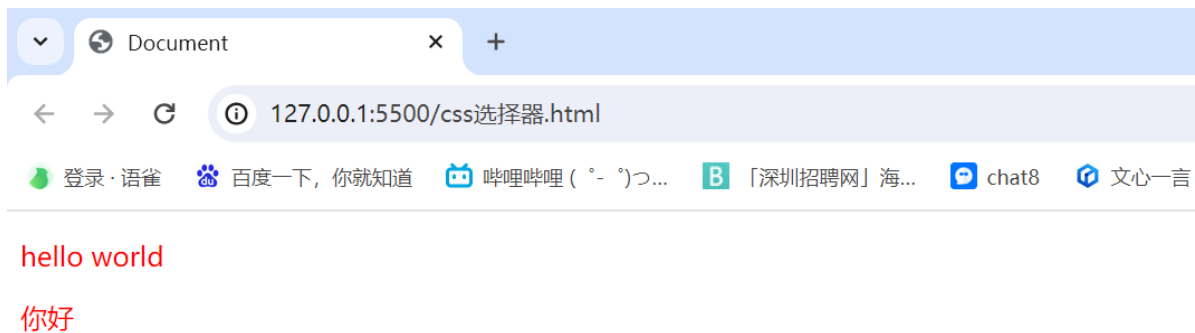 Document
127.0.0.1:5500/css选择器.html
登录 · 语雀 百度一下，你就知道 哔哩哔哩 ( ゜- ゜)つ... B 「深圳招聘网」海... chat8 文心一言
hello world
你好